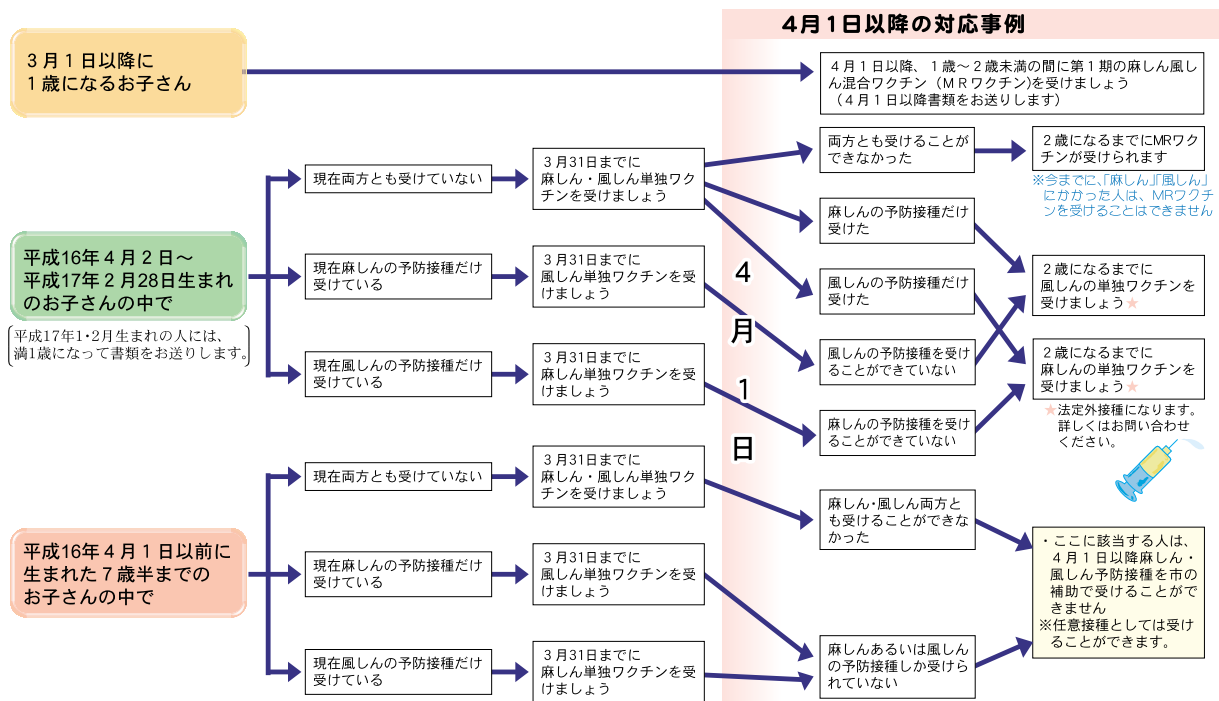 4月1日以降の対応事例
3月1日以降に
1歳になるお子さん
4月1日以降、1歳~2歳未満の間に第1期の麻しん風し
ん混合ワクチン(MRワクチン)を受けましょう
(4月1日以降書類をお送りします)
平成16年4月2日~
平成17年2月28日生まれ
のお子さんの中で
平成17年1・2月生まれの人には、
満1歳になって書類をお送りします。
現在両方とも受けていない
3月31日までに
麻しん・風しん単独ワク
チンを受けましょう
両方とも受けることが
できなかった
2歳になるまでにMRワク
チンが受けられます
※今までに、「麻しん」「風しん」
にかかった人は、MRワクチ
ンを受けることはできません
麻しんの予防接種だけ
受けた
風しんの予防接種だけ
受けた
現在麻しんの予防接種だけ
受けている
3月31日までに
風しん単独ワクチンを受
けましょう
風しんの予防接種を受け
ることができていない
2歳になるまでに
風しんの単独ワクチンを
受けましょう★
現在風しんの予防接種だけ
受けている
3月31日までに
麻しん単独ワクチンを受
けましょう
麻しんの予防接種を受け
ることができていない
2歳になるまでに
麻しんの単独ワクチンを
受けましょう★
★法定外接種になります。
詳しくはお問い合わせ
ください。
4
月
1
日
平成16年4月1日以前に
生まれた7歳半までの
お子さんの中で
現在両方とも受けていない
3月31日までに
麻しん・風しん単独ワク
チンを受けましょう
麻しん・風しん両方と
も受けることができな
かった
現在麻しんの予防接種だけ
受けている
3月31日までに
風しん単独ワクチンを受
けましょう
現在風しんの予防接種だけ
受けている
3月31日までに
麻しん単独ワクチンを受
けましょう
麻しんあるいは風しん
の予防接種しか受けら
れていない
・ここに該当する人は、
4月1日以降麻しん・
風しん予防接種を市の
補助で受けることがで
きません
※任意接種としては受け
ることができます。